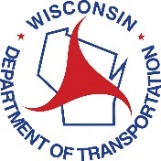 WISCONSIN
DEPARTMENT OF TRANSPORTATION